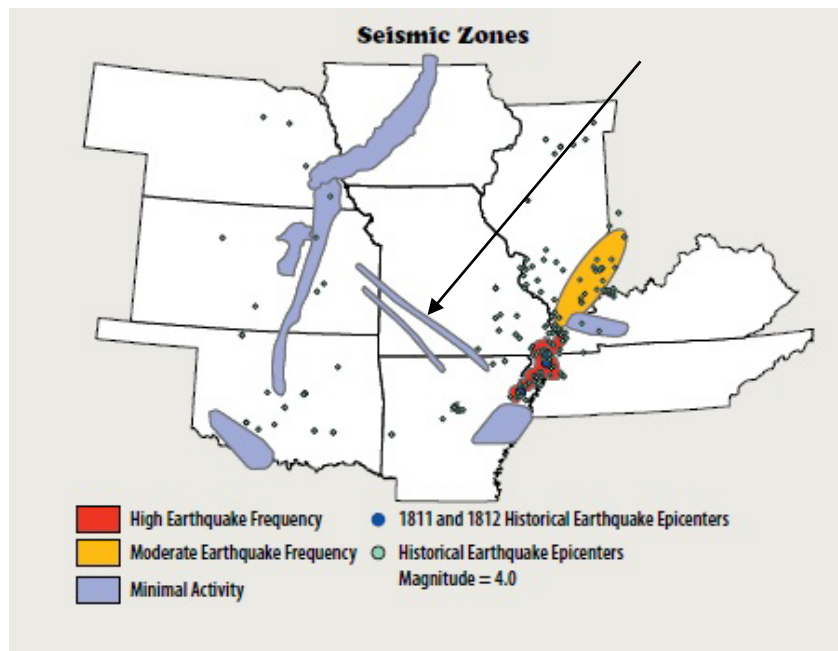 Seismic Zones
High Earthquake Frequency
Moderate Earthquake Frequency
Minimal Activity
1811 and 1812 Historical Earthquake Epicenters
Historical Earthquake Epicenters
Magnitude = 4.0